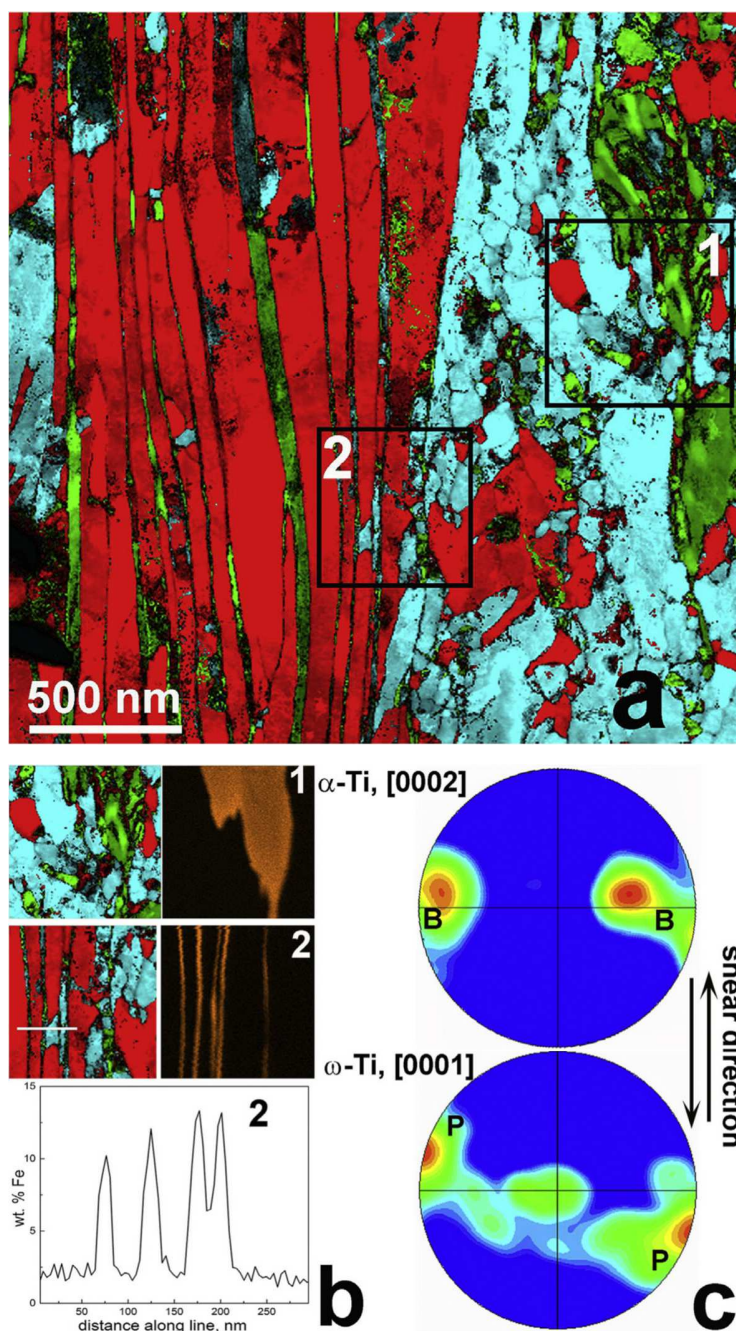 1
2
500 nm
a
1
α-Ti, [0002]
B
B
2
shear direction
ω-Ti, [0001]
P
P
15
10
5
0
wt. % Fe
2
50
100
150
200
250
distance along line, nm
b
c